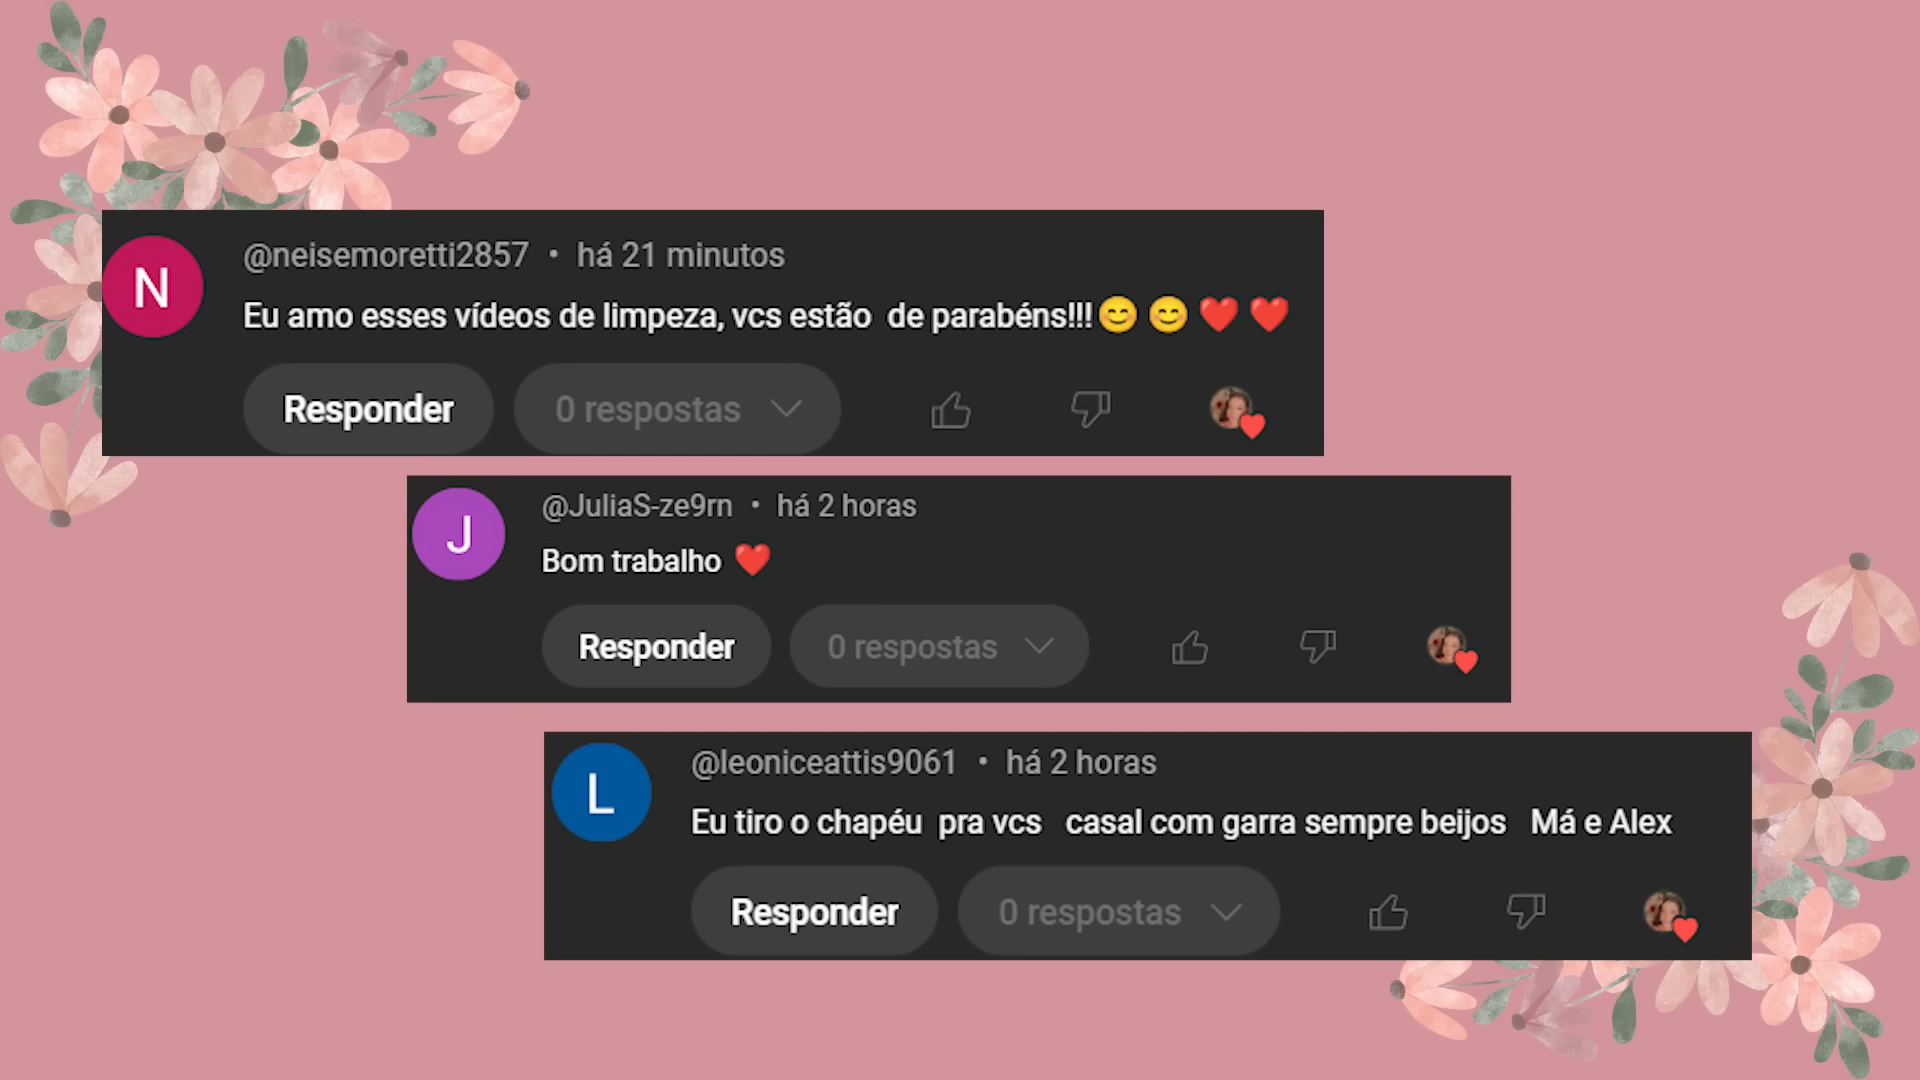 N
@neisemoretti2857 • há 21 minutos
Eu amo esses vídeos de limpeza, vcs estão de parabéns!!!😊 😊 ❤️ ❤️
Responder 0 respostas
J
@JuliaS-ze9rn • há 2 horas
Bom trabalho ❤️
Responder 0 respostas
L
@leoniceattis9061 • há 2 horas
Eu tiro o chapéu pra vcs casal com garra sempre beijos Má e Alex
Responder 0 respostas